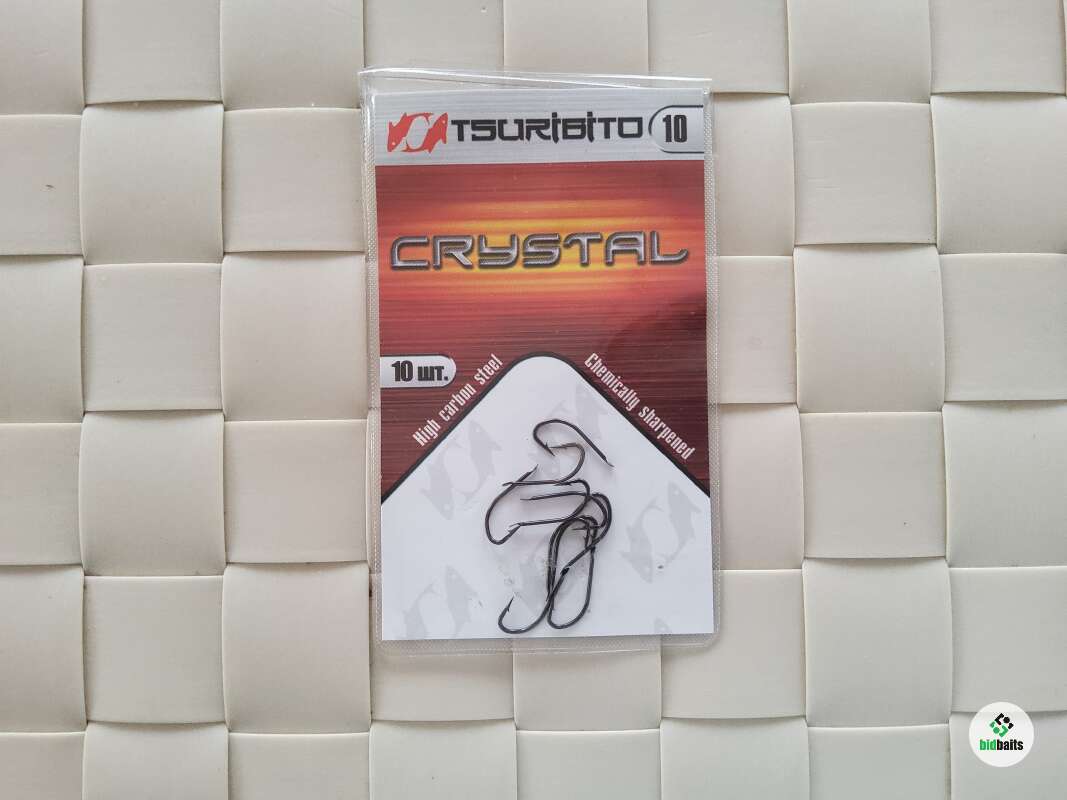 TSURIBITO 10
CRYSTAL
10 шт.
High carbon steel
Chemically sharpened
bidbaits